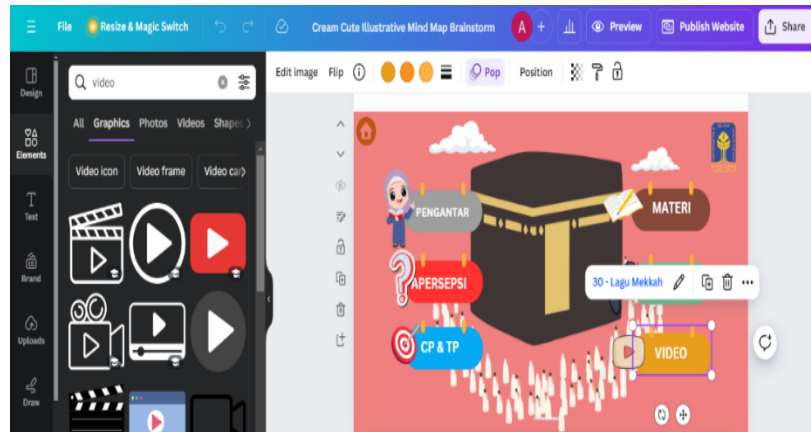 File
Resize & Magic Switch
Cream Cute Illustrative Mind Map Brainstorm
A
+
Preview
Publish Website
Share
Design
Elements
Text
Brand
Uploads
Draw
video
All Graphics Photos Videos Shapes
Video icon
Video frame
Video car
Edit image
Flip
Pop
Position
PENGANTAR
MATERI
APERSEPSI
30 - Lagu Mekkah
CP & TP
VIDEO